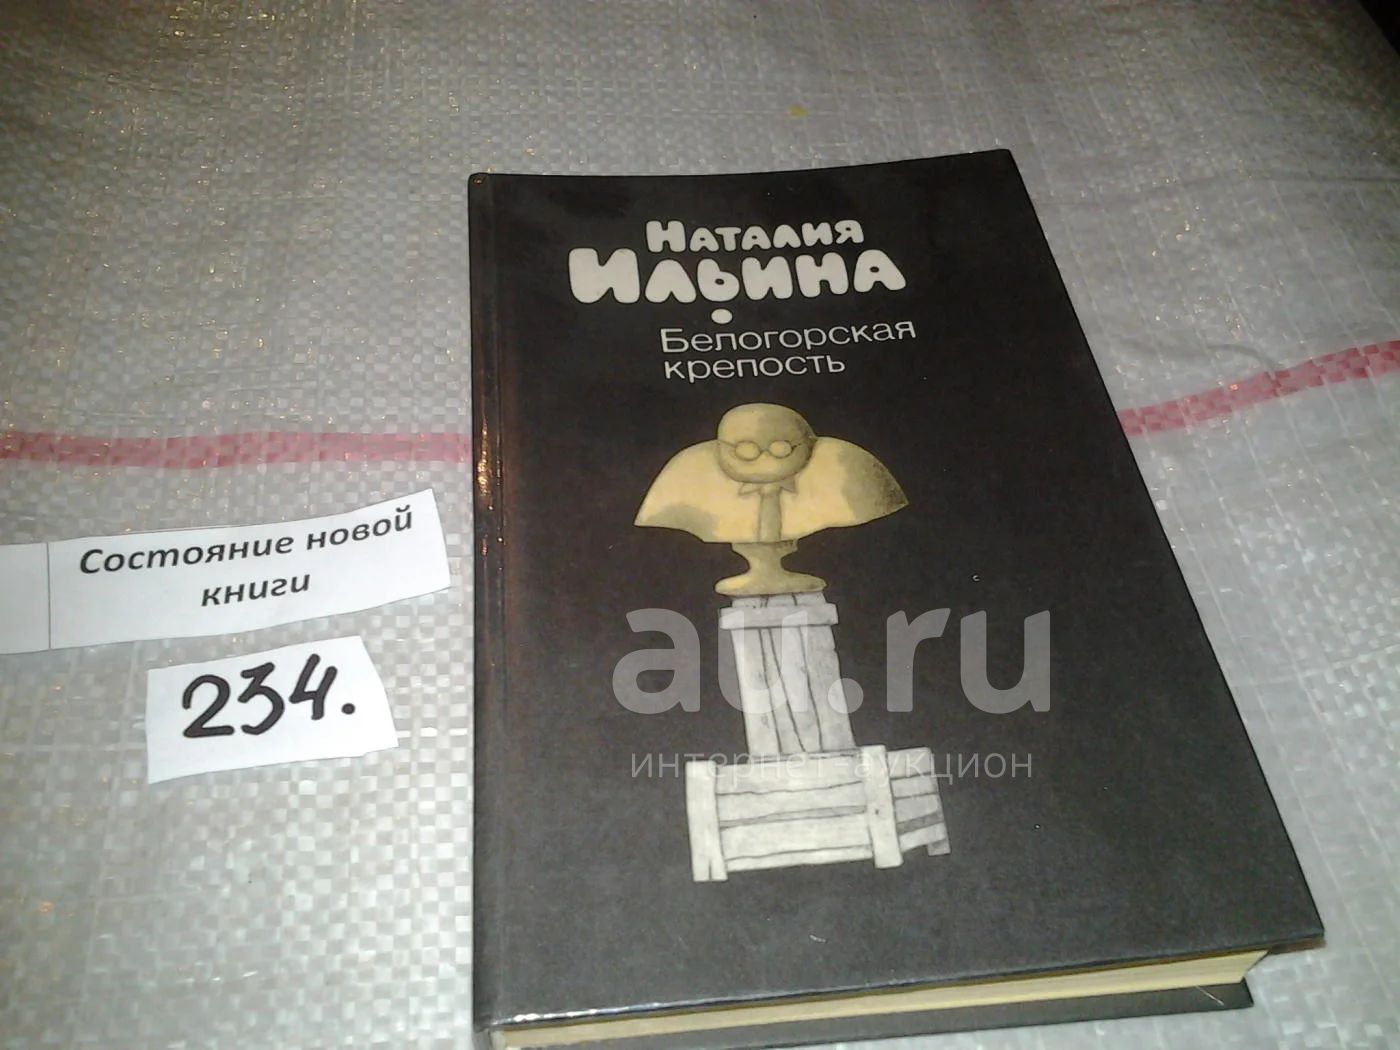 Наталия
Ильина
Белогорская
крепость
Состояние новой
книги
234.
au.ru
интернет-аукцион